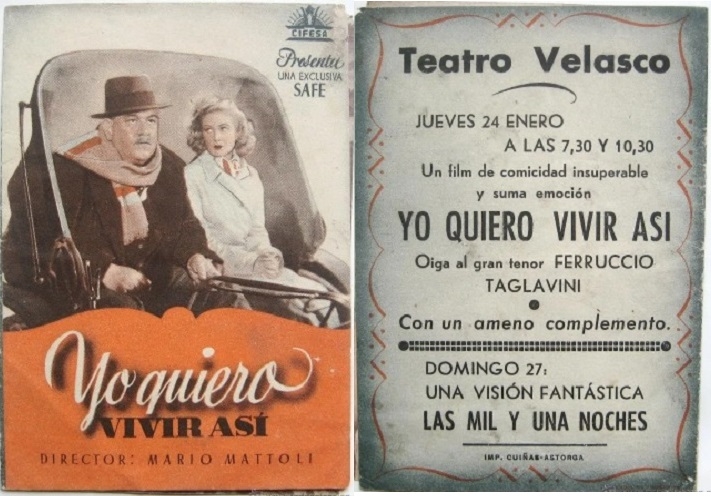 CIFESA
Presenta
UNA EXCLUSIVA
SAFE
Yo quiero
VIVIR ASÍ
DIRECTOR: MARIO MATTOLI
Teatro Velasco
JUEVES 24 ENERO
A LAS 7,30 Y 10,30
Un film de comicidad insuperable
y suma emoción
YO QUIERO VIVIR ASI
Oiga al gran tenor FERRUCCIO
TAGLAVINI
Con un ameno complemento.
DOMINGO 27:
UNA VISIÓN FANTÁSTICA
LAS MIL Y UNA NOCHES
IMP. CUIÑAS-ASTORGA